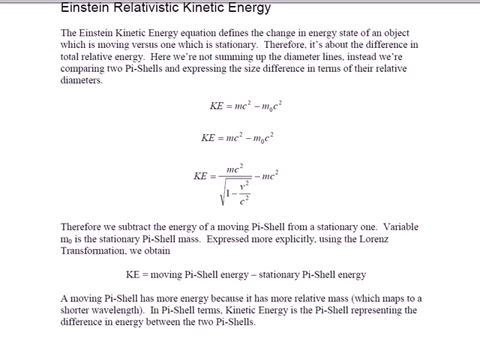 Einstein Relativistic Kinetic Energy
The Einstein Kinetic Energy equation defines the change in energy state of an object
which is moving versus one which is stationary. Therefore, it's about the difference in
total relative energy. Here we're not summing up the diameter lines, instead we're
comparing two Pi-Shells and expressing the size difference in terms of their relative
diameters.
KE = mc² − m₀c²
KE = mc² − m₀c²
KE = mc² / √(1 − v²/c²) − mc²
Therefore we subtract the energy of a moving Pi-Shell from a stationary one. Variable
m₀ is the stationary Pi-Shell mass. Expressed more explicitly, using the Lorenz
Transformation, we obtain
KE = moving Pi-Shell energy – stationary Pi-Shell energy
A moving Pi-Shell has more energy because it has more relative mass (which maps to a
shorter wavelength). In Pi-Shell terms, Kinetic Energy is the Pi-Shell representing the
difference in energy between the two Pi-Shells.